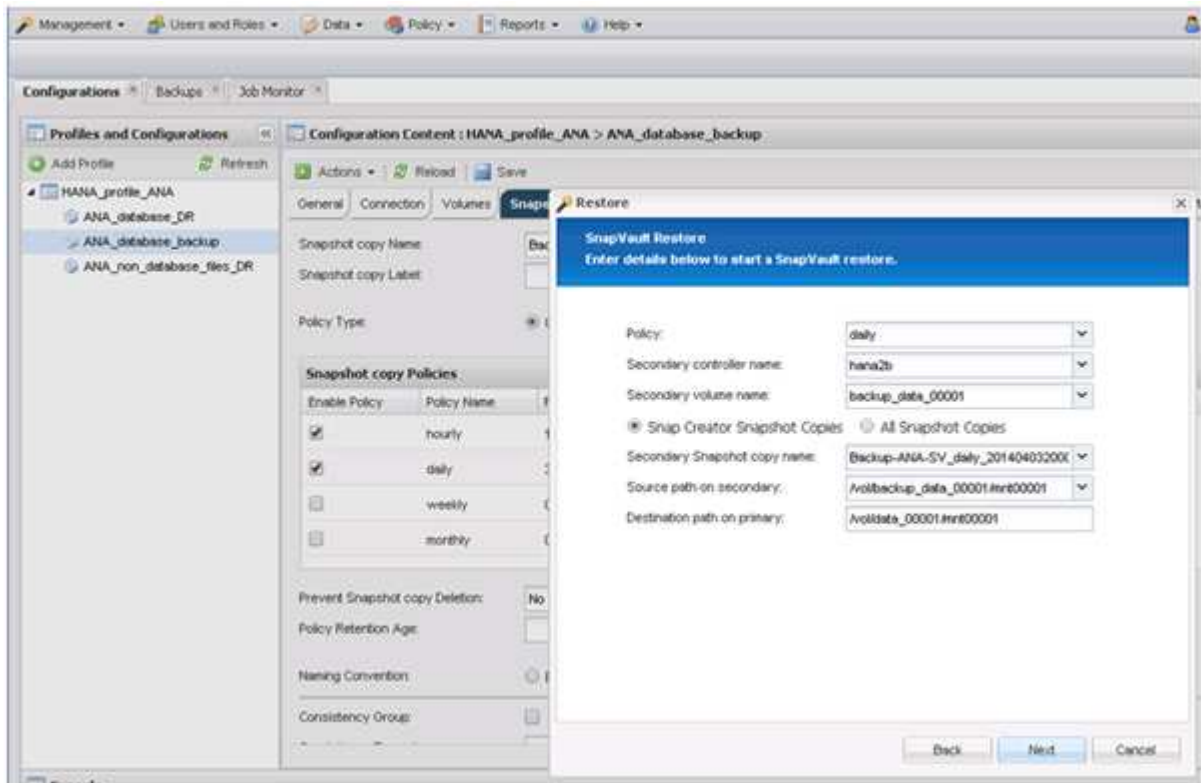 Management Users and Roles Data Policy Reports Help
Configurations Backups Job Monitor
Profiles and Configurations
Add Profile Refresh
HANA_profile_ANA
ANA_database_DR
ANA_database_backup
ANA_non_database_files_DR
Configuration Content : HANA_profile_ANA > ANA_database_backup
Actions Reload Save
General Connection Volumes Snaps
Snapshot copy Name: Bac
Snapshot copy Label:
Policy Type:
Snapshot copy Policies
Enable Policy Policy Name
hourly
daily
weekly
monthly
Prevent Snapshot copy Deletion: No
Policy Retention Age:
Naming Convention:
Consistency Group:
Restore
SnapVault Restore
Enter details below to start a SnapVault restore.
Policy: daily
Secondary controller name: hana2b
Secondary volume name: backup_data_00001
Snap Creator Snapshot Copies All Snapshot Copies
Secondary Snapshot copy name: Backup-ANA-SV_daily_2014040320
Source path on secondary: /vol/backup_data_00001/mnt00001
Destination path on primary: /vol/data_00001/mnt00001
Back Next Cancel